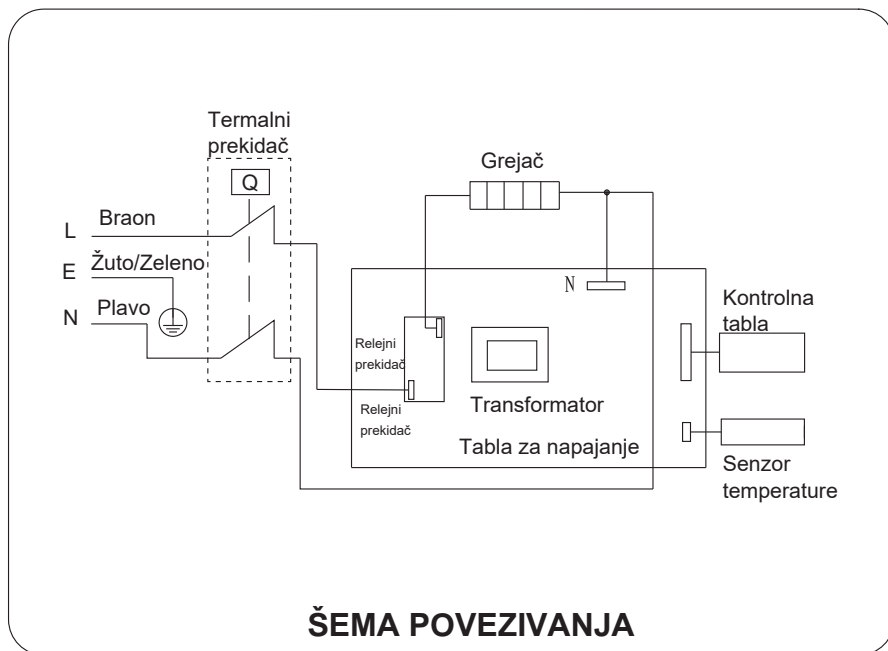 Termalni
prekidač
Q
Grejač
L
Braon
E
Žuto/Zeleno
N
Plavo
N
Kontrolna
tabla
Relejni
prekidač
Relejni
prekidač
Transformator
Tabla za napajanje
Senzor
temperature
ŠEMA POVEZIVANJA